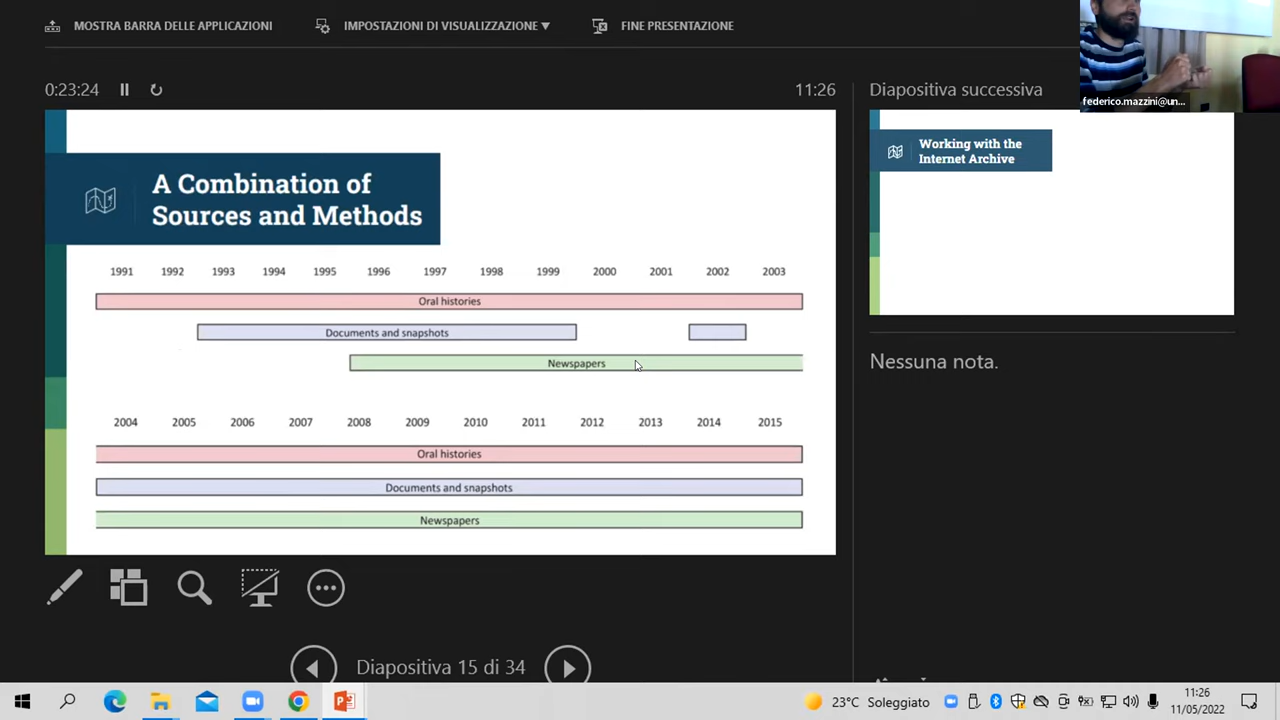 MOSTRA BARRA DELLE APPLICAZIONI
IMPOSTAZIONI DI VISUALIZZAZIONE
FINE PRESENTAZIONE
federico.mazzini@un...
0:23:24
11:26
Diapositiva successiva
A Combination of
Sources and Methods
1991 1992 1993 1994 1995 1996 1997 1998 1999 2000 2001 2002 2003
Oral histories
Documents and snapshots
Newspapers
2004 2005 2006 2007 2008 2009 2010 2011 2012 2013 2014 2015
Oral histories
Documents and snapshots
Newspapers
Working with the
Internet Archive
Nessuna nota.
Diapositiva 15 di 34
23°C Soleggiato
11:26
11/05/2022